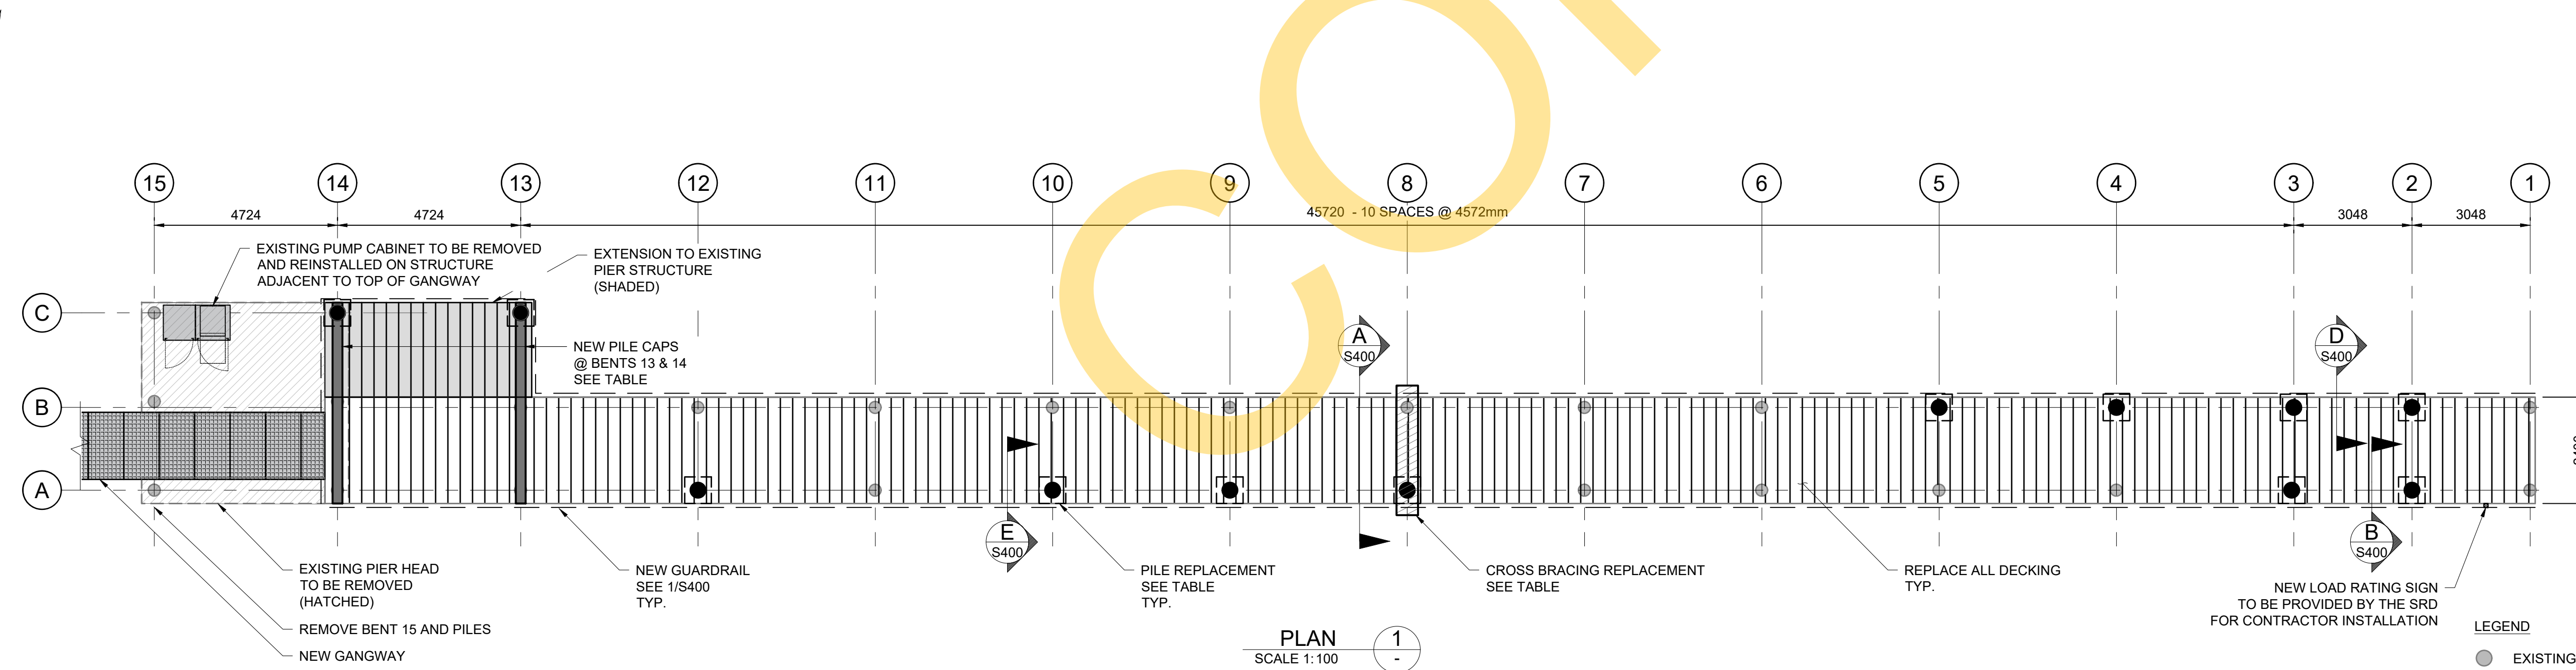 15
14
13
12
11
10
9
8
7
6
5
4
3
2
1
4724
4724
45720 - 10 SPACES @ 4572mm
3048
3048
EXISTING PUMP CABINET TO BE REMOVED
AND REINSTALLED ON STRUCTURE
ADJACENT TO TOP OF GANGWAY
EXTENSION TO EXISTING
PIER STRUCTURE
(SHADED)
C
B
A
NEW PILE CAPS
@ BENTS 13 & 14
SEE TABLE
A
S400
D
S400
E
S400
B
S400
EXISTING PIER HEAD
TO BE REMOVED
(HATCHED)
REMOVE BENT 15 AND PILES
NEW GANGWAY
NEW GUARDRAIL
SEE 1/S400
TYP.
PILE REPLACEMENT
SEE TABLE
TYP.
CROSS BRACING REPLACEMENT
SEE TABLE
REPLACE ALL DECKING
TYP.
NEW LOAD RATING SIGN
TO BE PROVIDED BY THE SRD
FOR CONTRACTOR INSTALLATION
PLAN
SCALE 1:100
1
-
LEGEND
EXISTING
CO